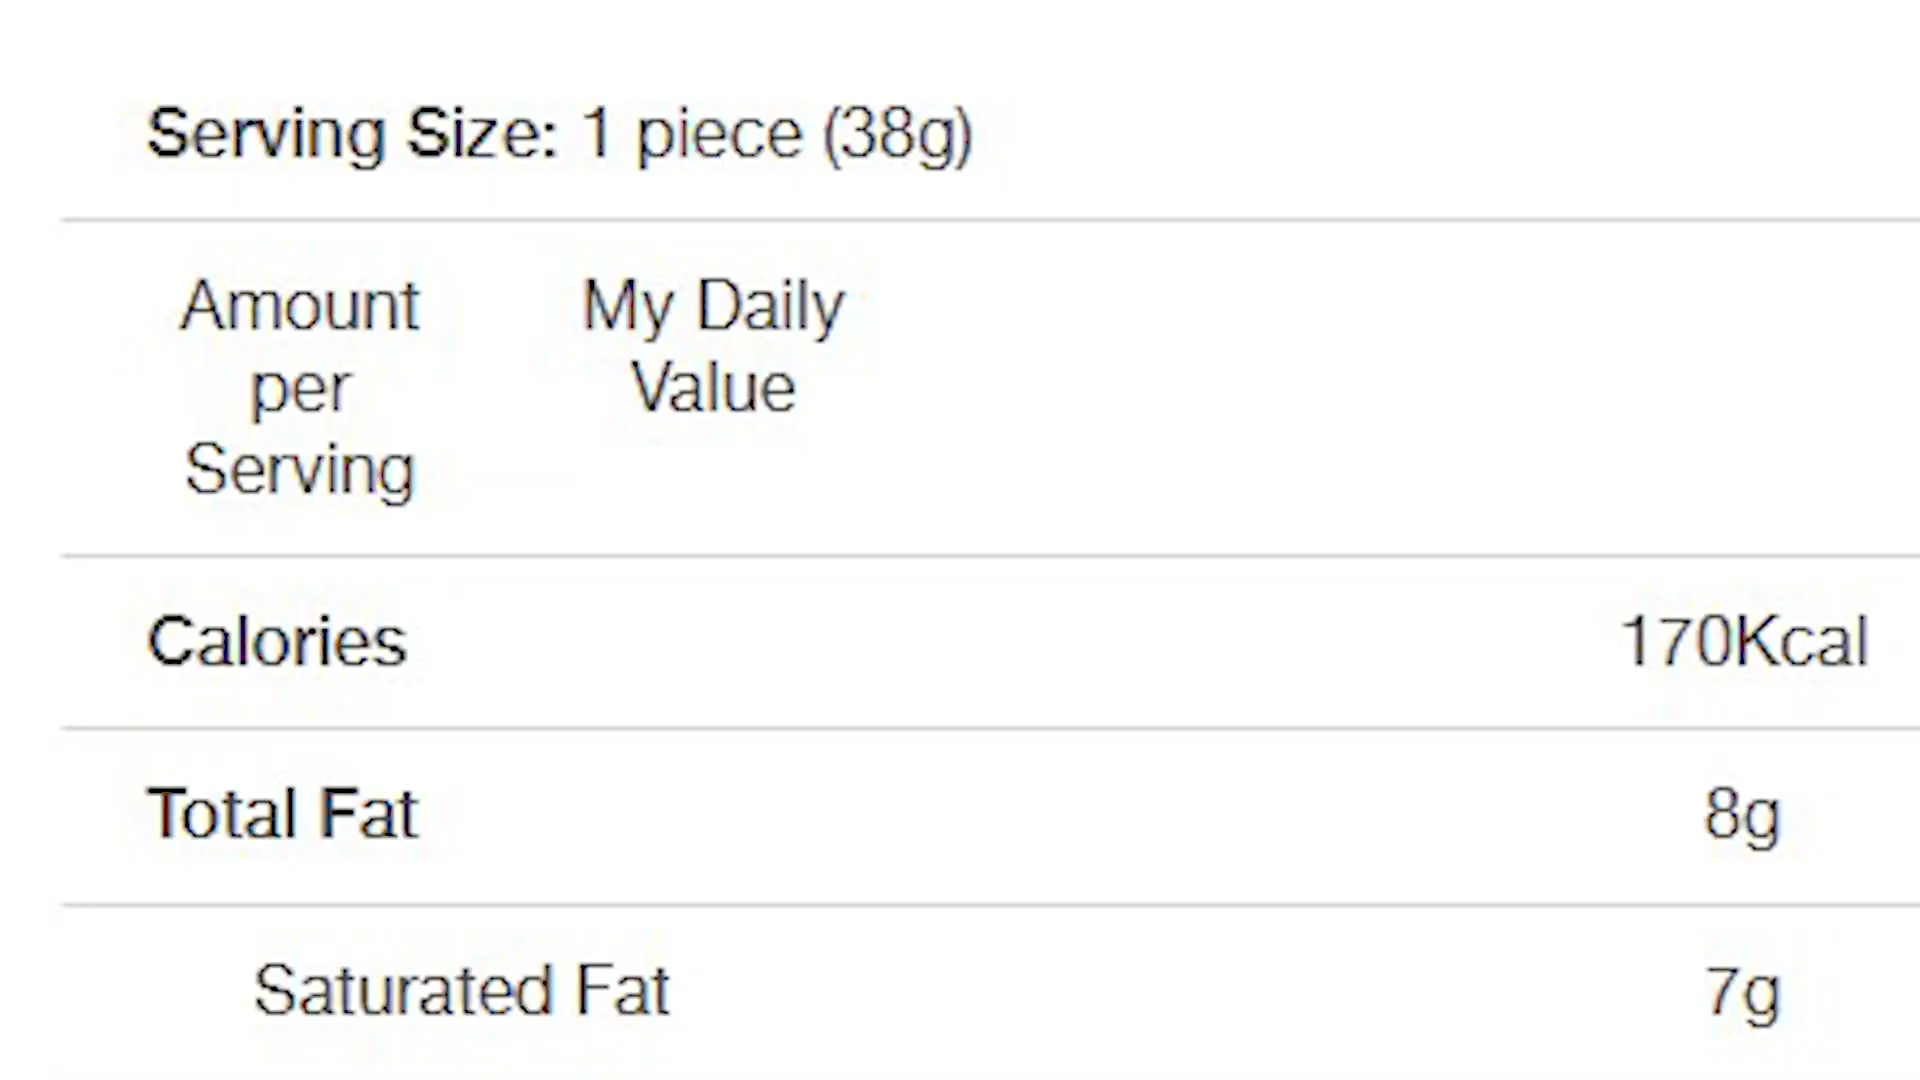 Serving Size: 1 piece (38g)
Amount
per
Serving
My Daily
Value
Calories 170Kcal
Total Fat 8g
Saturated Fat 7g